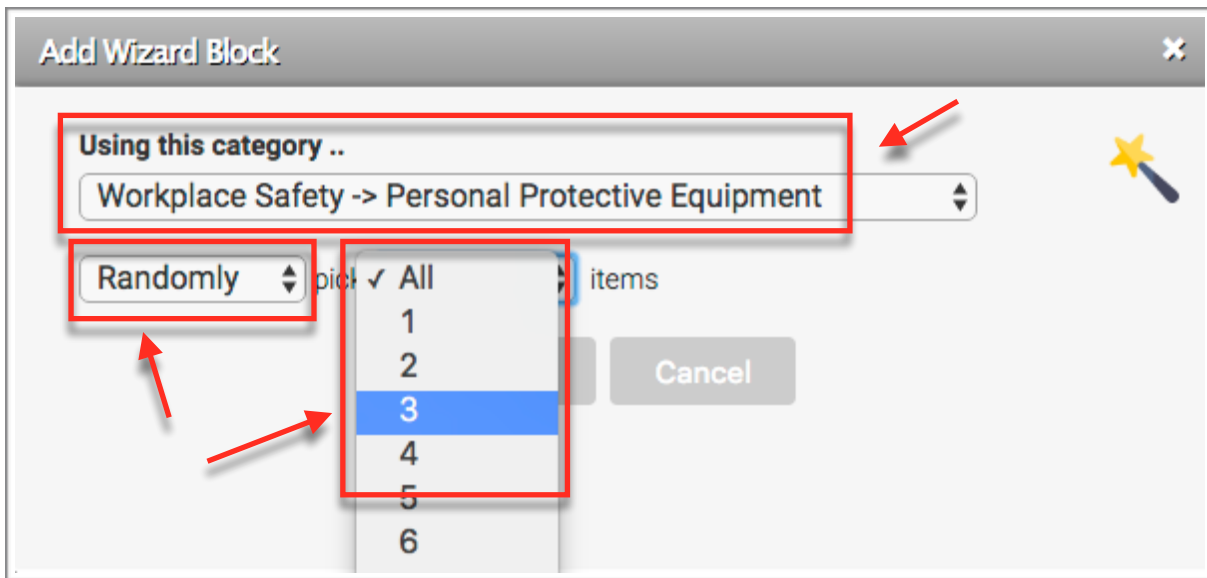 Add Wizard Block
Using this category ..
Workplace Safety -> Personal Protective Equipment
Randomly pick ✓ All items
1
2
3
Cancel
4
5
6